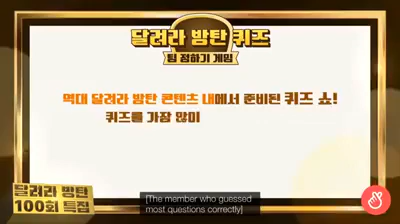 달려라 방탄 퀴즈
팀 정하기 게임
역대 달려라 방탄 콘텐츠 내에서 준비된 퀴즈 쇼!
퀴즈를 가장 많이
달려라 방탄
100회 특집
[The member who guessed
most questions correctly]